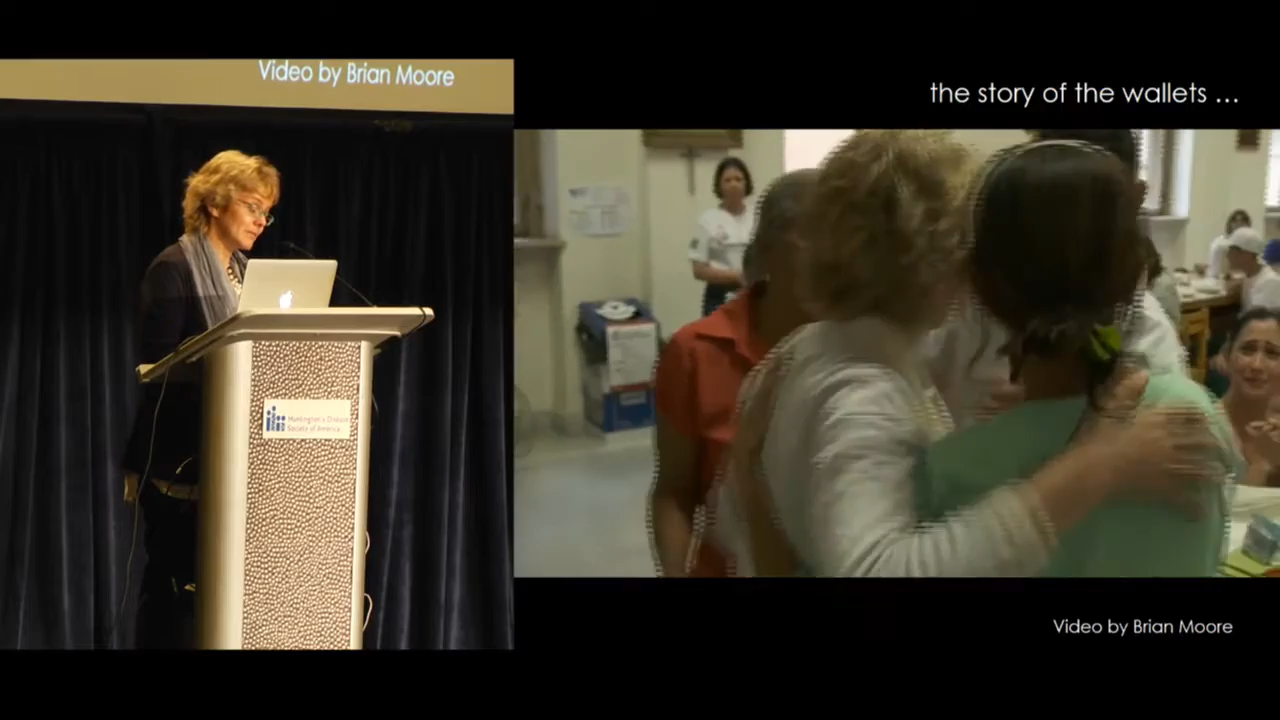 Video by Brian Moore
the story of the wallets ...
Huntington's Disease
Society of America
Video by Brian Moore